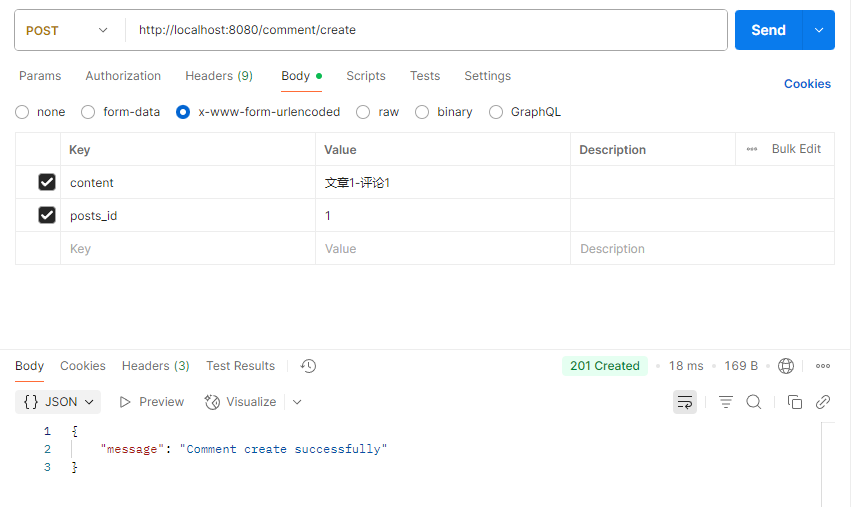 POST http://localhost:8080/comment/create Send
Params Authorization Headers (9) Body Scripts Tests Settings Cookies
none form-data x-www-form-urlencoded raw binary GraphQL
Key Value Description Bulk Edit
content 文章1-评论1
posts_id 1
Key Value Description
Body Cookies Headers (3) Test Results 201 Created 18 ms 169 B
{} JSON Preview Visualize
1 {
2 "message": "Comment create successfully"
3 }